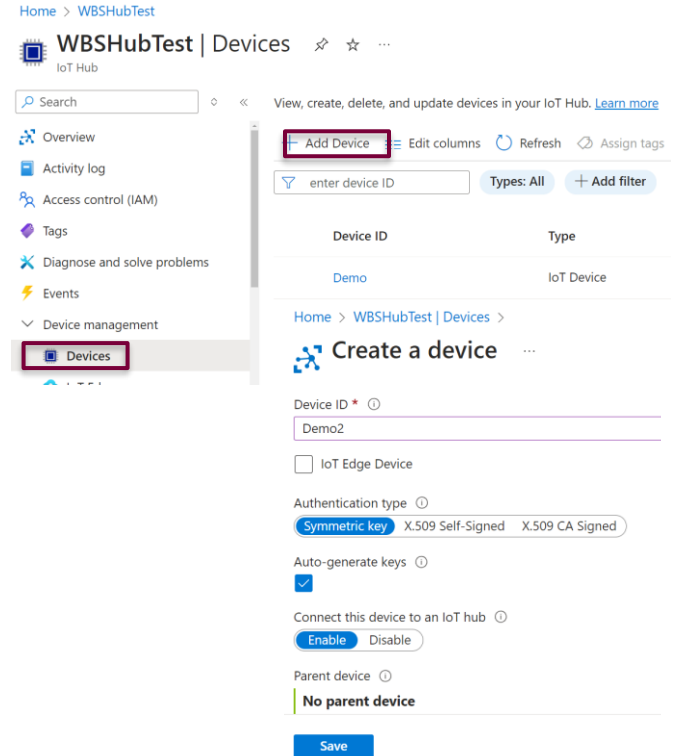 Home > WBSHubTest
WBSHubTest | Devices
IoT Hub
Search
Overview
Activity log
Access control (IAM)
Tags
Diagnose and solve problems
Events
Device management
Devices
View, create, delete, and update devices in your IoT Hub. Learn more
+ Add Device Edit columns Refresh Assign tags
enter device ID Types: All + Add filter
Device ID Type
Demo IoT Device
Home > WBSHubTest | Devices >
Create a device ...
Device ID *
Demo2
IoT Edge Device
Authentication type
Symmetric key X.509 Self-Signed X.509 CA Signed
Auto-generate keys
Connect this device to an IoT hub
Enable Disable
Parent device
No parent device
Save